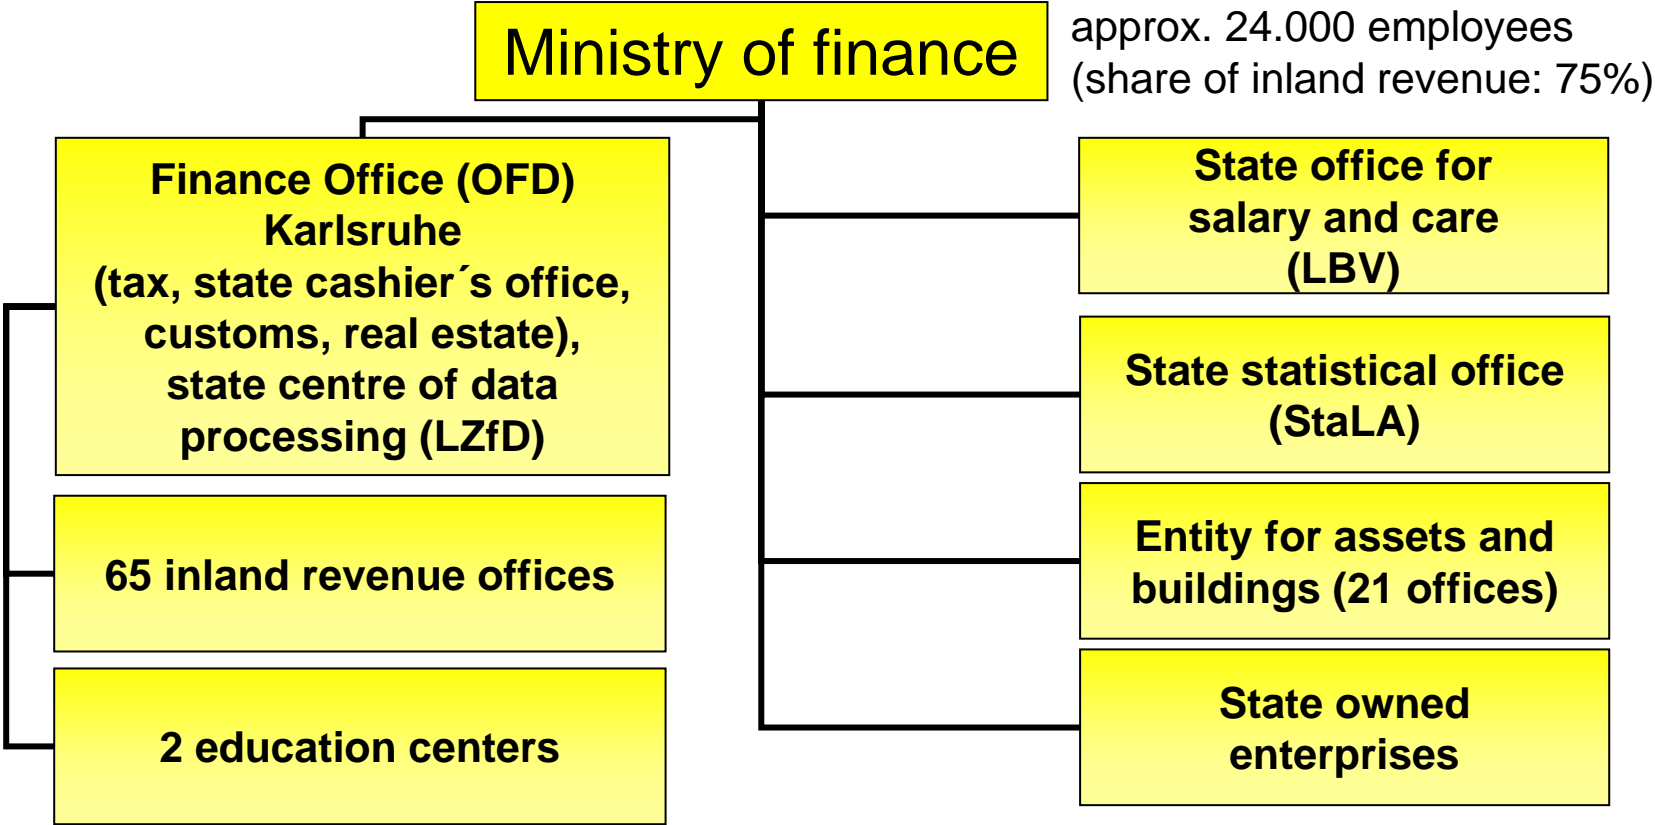 Ministry of finance
approx. 24.000 employees
(share of inland revenue: 75%)
Finance Office (OFD)
Karlsruhe
(tax, state cashier´s office,
customs, real estate),
state centre of data
processing (LZfD)
65 inland revenue offices
2 education centers
State office for
salary and care
(LBV)
State statistical office
(StaLA)
Entity for assets and
buildings (21 offices)
State owned
enterprises